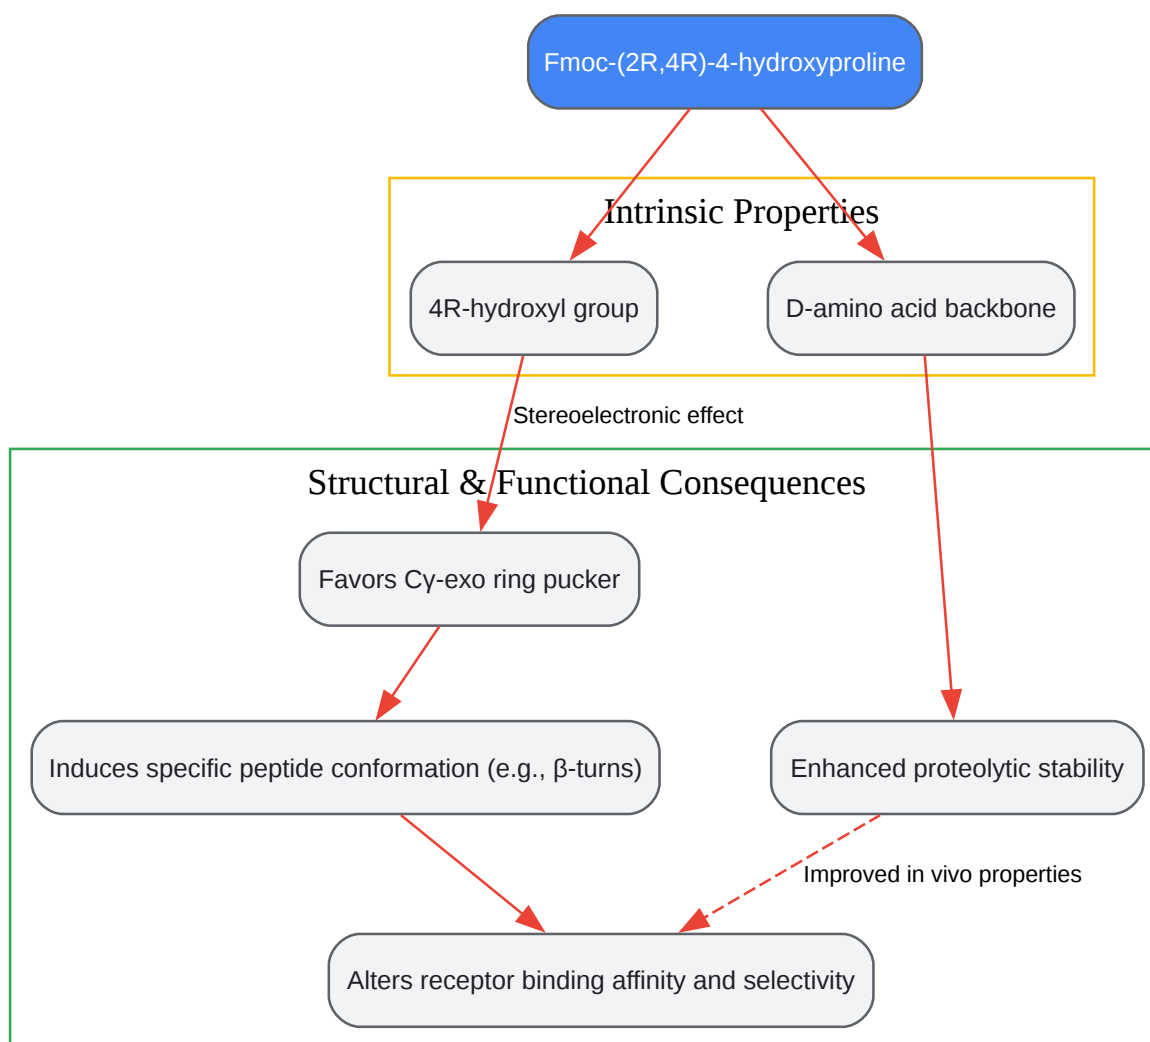 Fmoc-(2R,4R)-4-hydroxyproline
Intrinsic Properties
4R-hydroxyl group
D-amino acid backbone
Stereoelectronic effect
Structural & Functional Consequences
Favors Cγ-exo ring pucker
Induces specific peptide conformation (e.g., β-turns)
Enhanced proteolytic stability
Improved in vivo properties
Alters receptor binding affinity and selectivity